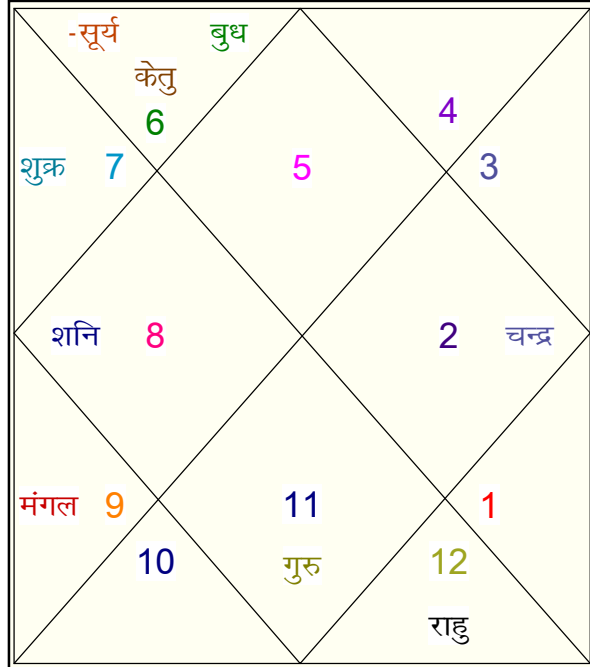 -सूर्य बुध
केतु
6 4
शुक्र 7 5 3
शनि 8 2 चन्द्र
मंगल 9 11 1
10 गुरु 12
राहु